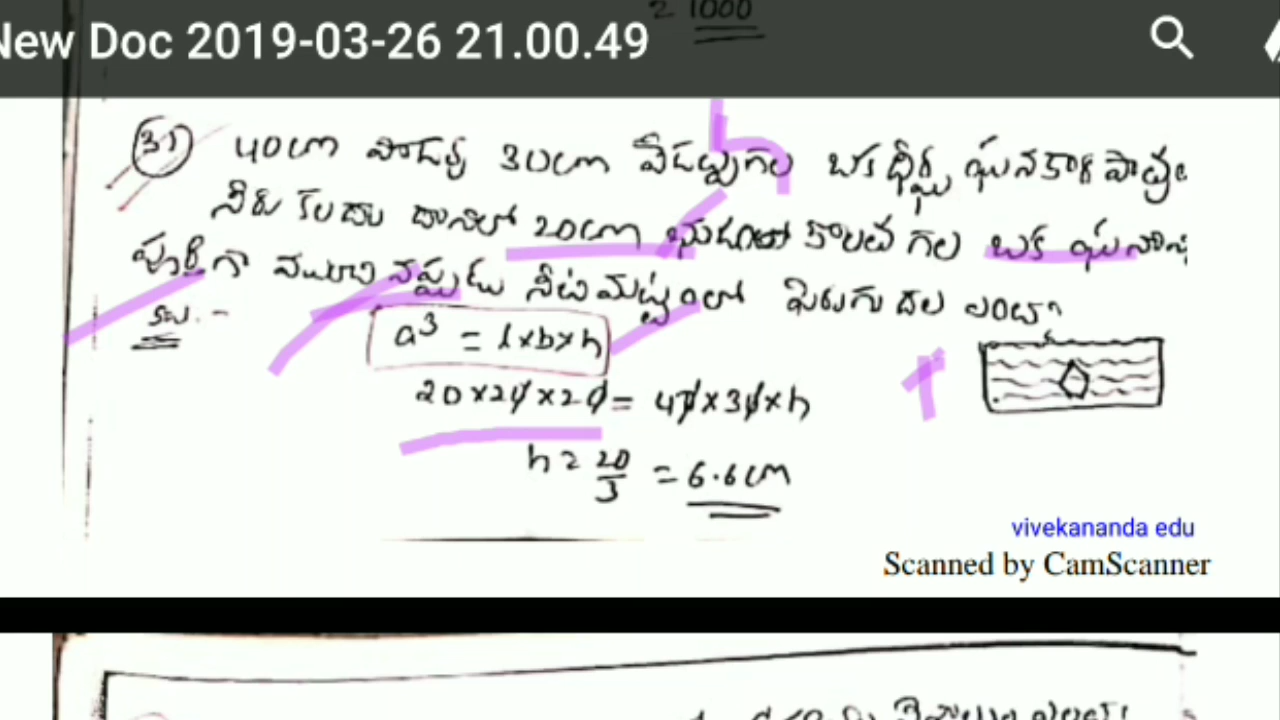 = 1000
New Doc 2019-03-26 21.00.49
31) 40cm పొడవు 30cm వెడల్పుగల ఒక దీర్ఘ ఘనకార పాత్ర
నీరు కలదు దానిలో 20cm భుజం కొలత గల ఒక
పూర్తిగా నప్పుడు నీటి మట్టంలో పెరుగుదల ఎంత?
h
a³ = l×b×h
20×20×20 = 40×30×h
h = 20/3 = 6.6cm
vivekananda edu
Scanned by CamScanner